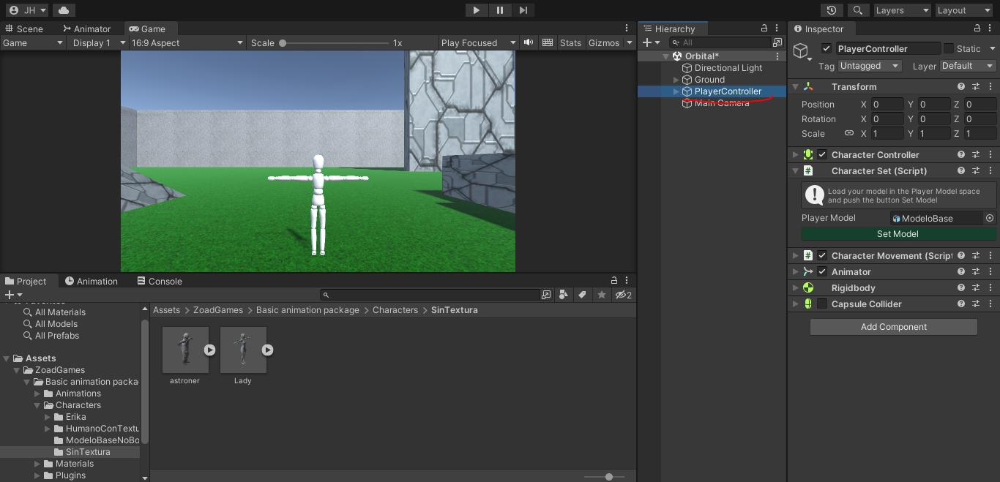 JH
Layers
Layout
Scene
Animator
Game
Game
Display 1
16:9 Aspect
Scale
1x
Play Focused
Stats
Gizmos
Hierarchy
All
Orbital*
Directional Light
Ground
PlayerController
Main Camera
Inspector
PlayerController
Static
Tag
Untagged
Layer
Default
Transform
Position X 0 Y 0 Z 0
Rotation X 0 Y 0 Z 0
Scale X 1 Y 1 Z 1
Character Controller
# Character Set (Script)
Load your model in the Player Model space
and push the button Set Model
Player Model
ModeloBase
Set Model
# Character Movement (Script
Animator
Rigidbody
Capsule Collider
Add Component
Project
Animation
Console
2
Favorites
All Materials
All Models
All Prefabs
Assets
ZoadGames
Basic animation packa
Animations
Characters
Erika
HumanoConTextu
ModeloBaseNoBo
SinTextura
Materials
Plugins
Assets > ZoadGames > Basic animation package > Characters > SinTextura
astroner
Lady